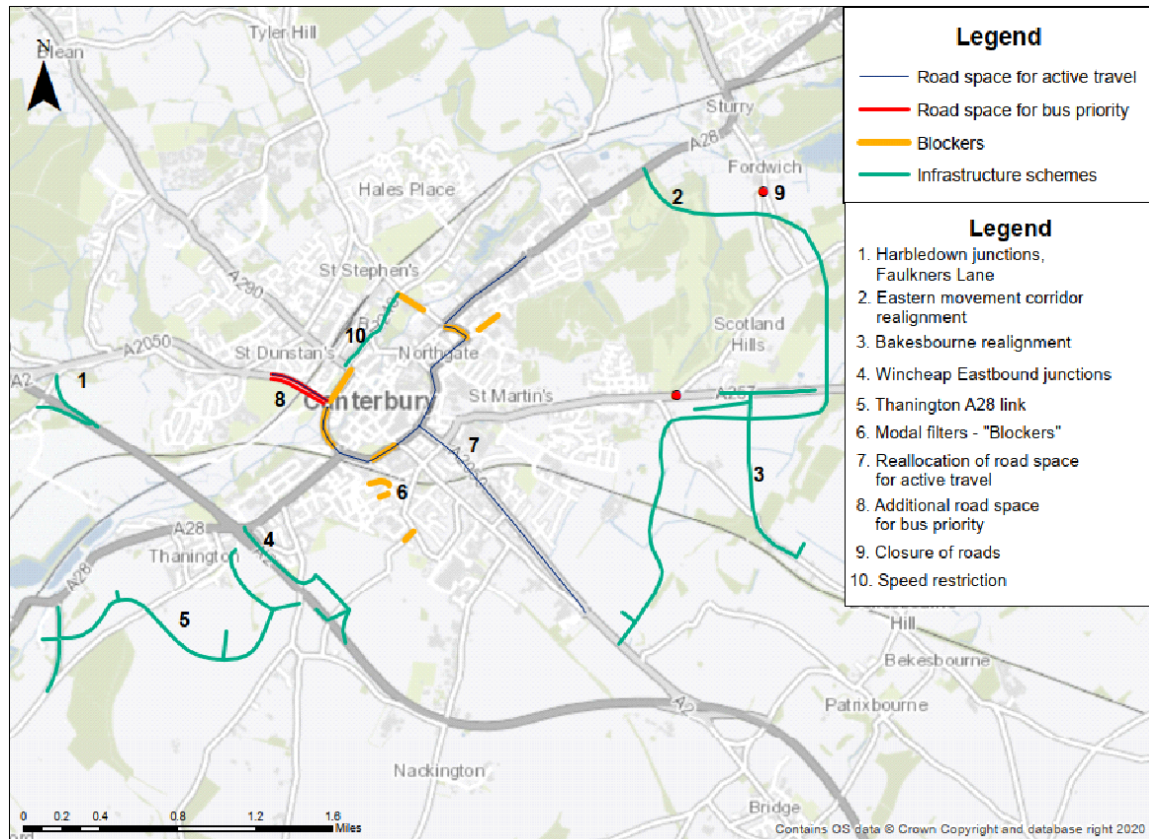 N
Blean
Tyler Hill
Sturry
A28
Fordwich
9
2
Hales Place
St Stephen's
A290
10
Northgate
Scotland
Hills
A2050
St Dunstan's
A2
1
8
Canterbury
St Martin's
A257
7
3
6
A28
4
Thanington
A2
A28
5
Hill
Bekesbourne
A2
Patrixbourne
Nackington
Bridge
0 0.2 0.4 0.8 1.2 1.6
Miles
Contains OS data © Crown Copyright and database right 2020
Legend
Road space for active travel
Road space for bus priority
Blockers
Infrastructure schemes
Legend
1. Harbledown junctions,
Faulkners Lane
2. Eastern movement corridor
realignment
3. Bakesbourne realignment
4. Wincheap Eastbound junctions
5. Thanington A28 link
6. Modal filters - "Blockers"
7. Reallocation of road space
for active travel
8. Additional road space
for bus priority
9. Closure of roads
10. Speed restriction